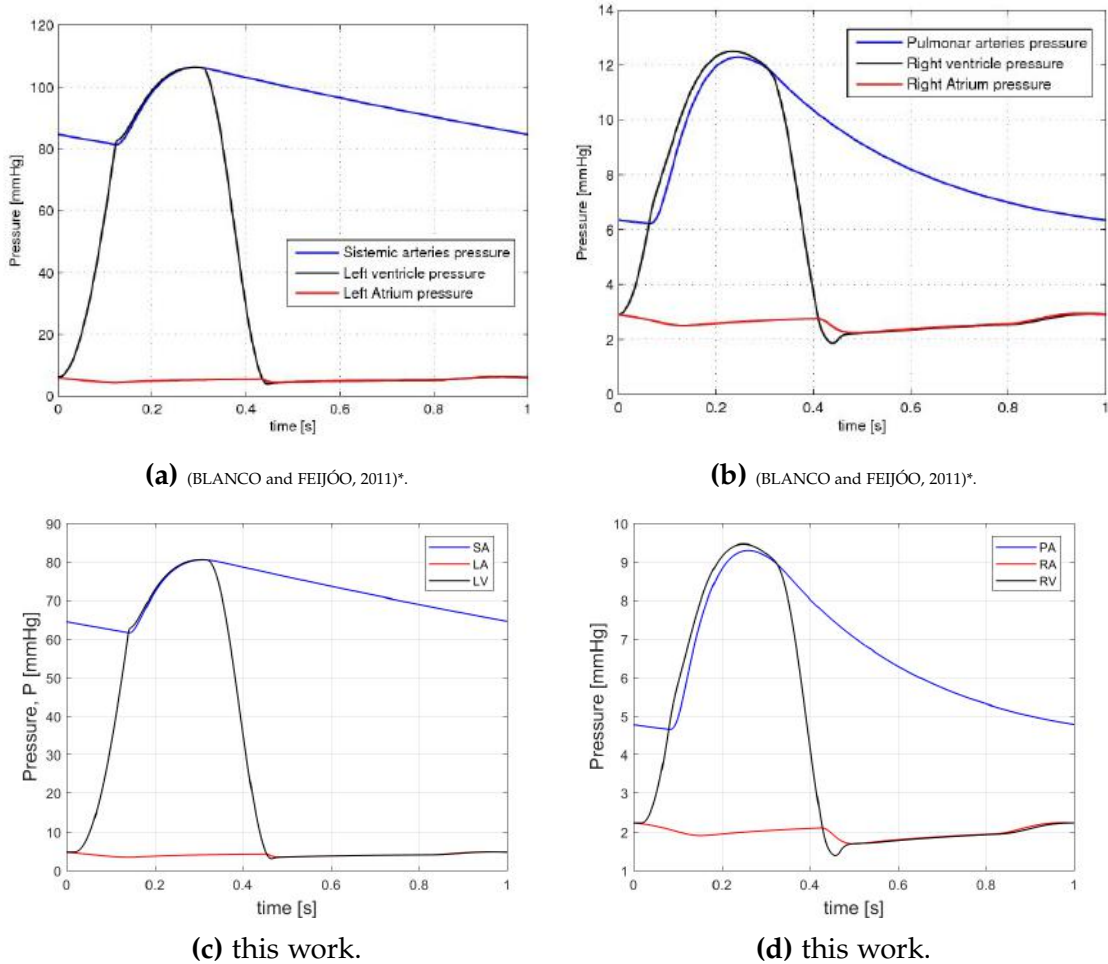 120
100
80
60
40
20
0
Pressure [mmHg]
Sistemic arteries pressure
Left ventricle pressure
Left Atrium pressure
0 0.2 0.4 0.6 0.8 1
time [s]
(a) (BLANCO and FEIJÓO, 2011)*.
14
12
10
8
6
4
2
0
Pressure [mmHg]
Pulmonar arteries pressure
Right ventricle pressure
Right Atrium pressure
0 0.2 0.4 0.6 0.8 1
time [s]
(b) (BLANCO and FEIJÓO, 2011)*.
90
80
70
60
50
40
30
20
10
0
Pressure, P [mmHg]
SA
LA
LV
0 0.2 0.4 0.6 0.8 1
time [s]
(c) this work.
10
9
8
7
6
5
4
3
2
1
Pressure [mmHg]
PA
RA
RV
0 0.2 0.4 0.6 0.8 1
time [s]
(d) this work.